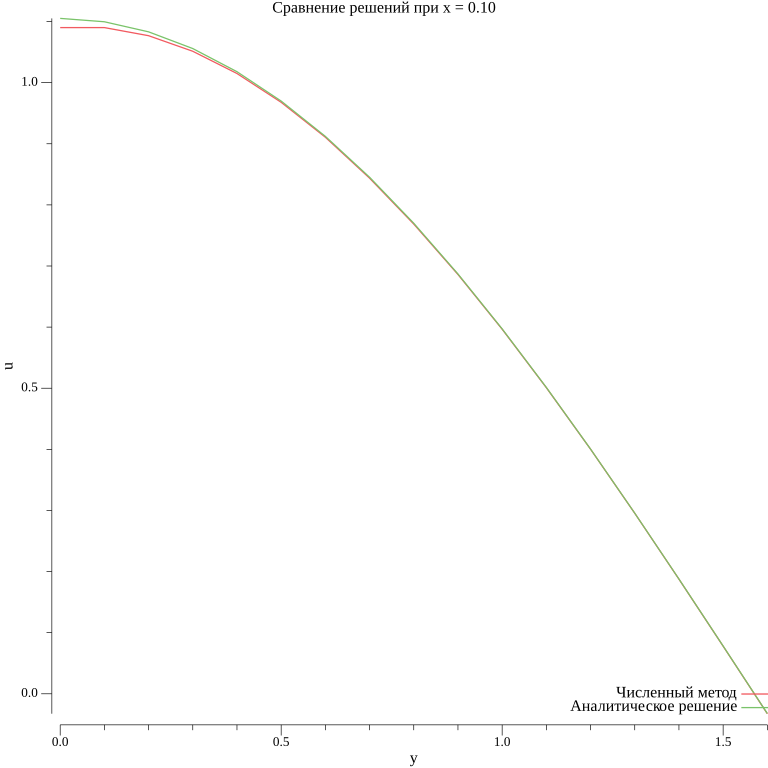 Сравнение решений при x = 0.10
1.0
0.5
0.0
u
Численный метод
Аналитическое решение
0.0 0.5 1.0 1.5
y